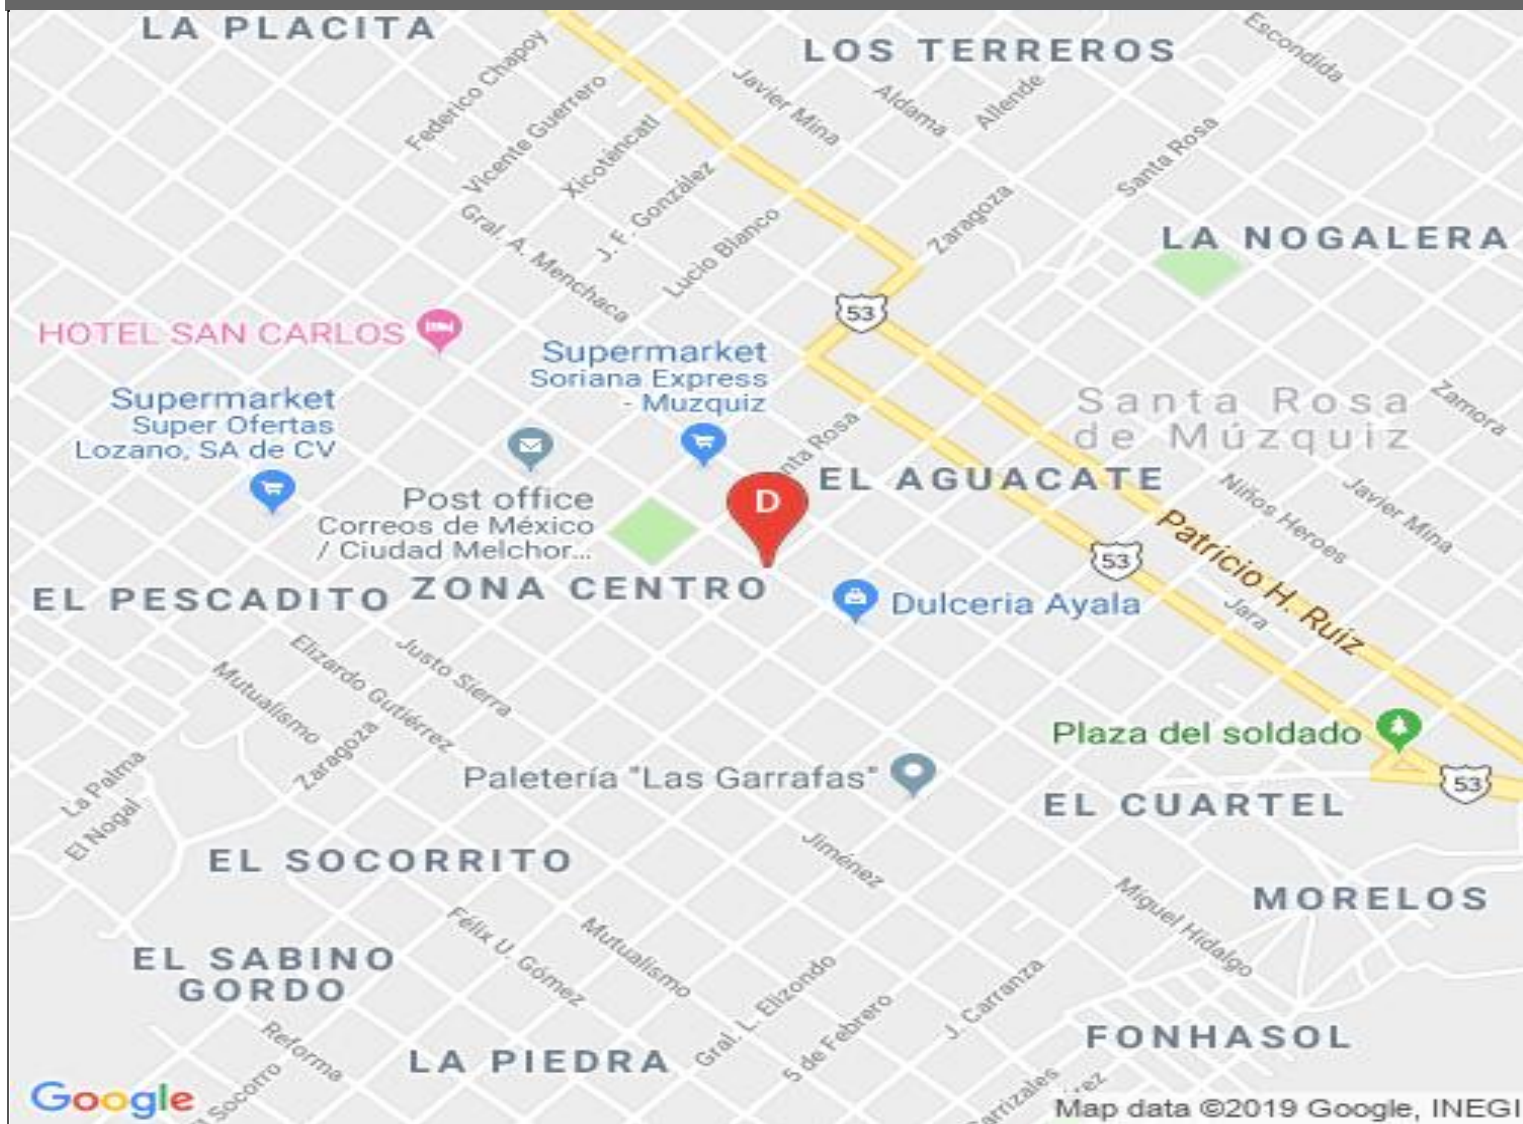 LA PLACITA
LOS TERREROS
Escondida
Federico Chapoy
Vicente Guerrero
Javier Mina
Aldama
Allende
Xicoténcatl
Santa Rosa
J. F. González
Gral. A. Menchaca
Lucio Blanco
Zaragoza
LA NOGALERA
53
HOTEL SAN CARLOS
Supermarket
Soriana Express
- Muzquiz
Supermarket
Super Ofertas
Lozano, SA de CV
Santa Rosa
de Múzquiz
Zamora
Rosa
EL AGUACATE
D
Post office
Correos de México
/ Ciudad Melchor...
Niños Heroes
Javier Mina
Patricio H. Ruíz
53
EL PESCADITO
ZONA CENTRO
Dulceria Ayala
Jara
Elizardo Gutiérrez
Justo Sierra
Mutualismo
Zaragoza
La Palma
El Nogal
Plaza del soldado
Paletería "Las Garrafas"
53
EL CUARTEL
EL SOCORRITO
Jiménez
Miguel Hidalgo
MORELOS
EL SABINO
GORDO
Félix U. Gómez
Mutualismo
Gral. L. Elizondo
5 de Febrero
J. Carranza
FONHASOL
Reforma
LA PIEDRA
Socorro
Google
Map data ©2019 Google, INEGI